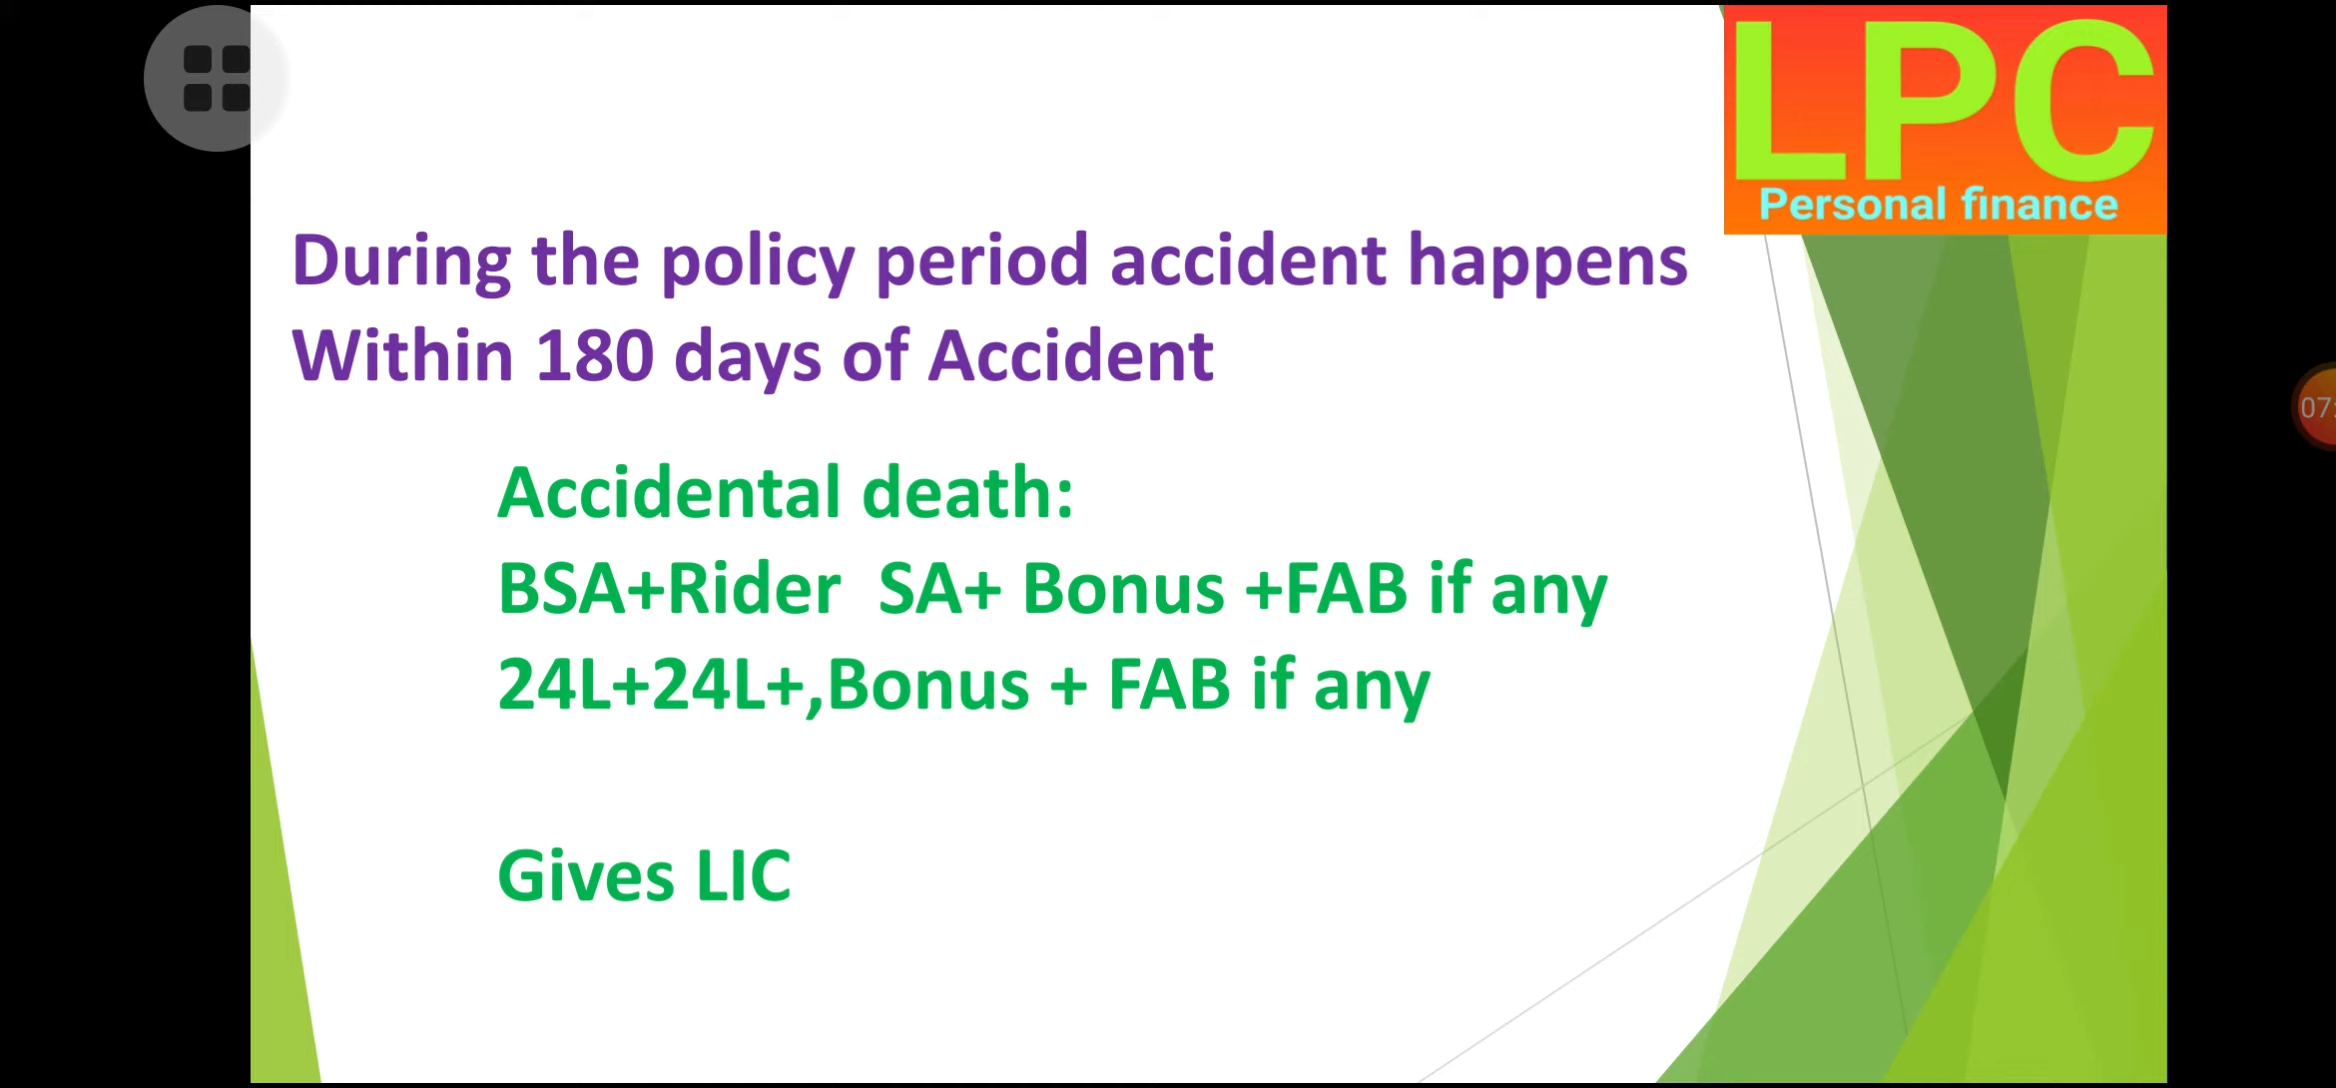 LPC
Personal finance
During the policy period accident happens
Within 180 days of Accident
Accidental death:
BSA+Rider  SA+ Bonus +FAB if any
24L+24L+,Bonus + FAB if any
Gives LIC
07: